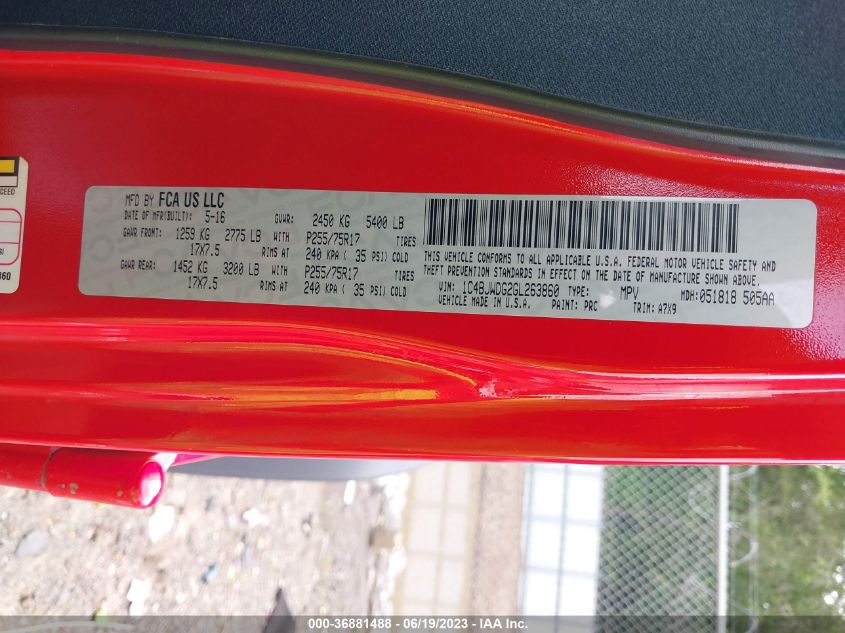 CEED
SI
860
MFD BY FCA US LLC
DATE OF MFR(BUILT): 5-16 GVWR: 2450 KG 5400 LB
GAWR FRONT: 1259 KG 2775 LB WITH P255/75R17 TIRES
17X7.5 RIMS AT 240 KPA ( 35 PSI) COLD
GAWR REAR: 1452 KG 3200 LB WITH P255/75R17 TIRES
17X7.5 RIMS AT 240 KPA ( 35 PSI) COLD
THIS VEHICLE CONFORMS TO ALL APPLICABLE U.S.A. FEDERAL MOTOR VEHICLE SAFETY AND
THEFT PREVENTION STANDARDS IN EFFECT ON THE DATE OF MANUFACTURE SHOWN ABOVE.
VIN: 1C4BJWDG2GL263860 TYPE: MPV MDH: 051818 505AA
VEHICLE MADE IN U.S.A. PAINT: PRC TRIM: A7X9
000-36881488 - 06/19/2023 - IAA Inc.